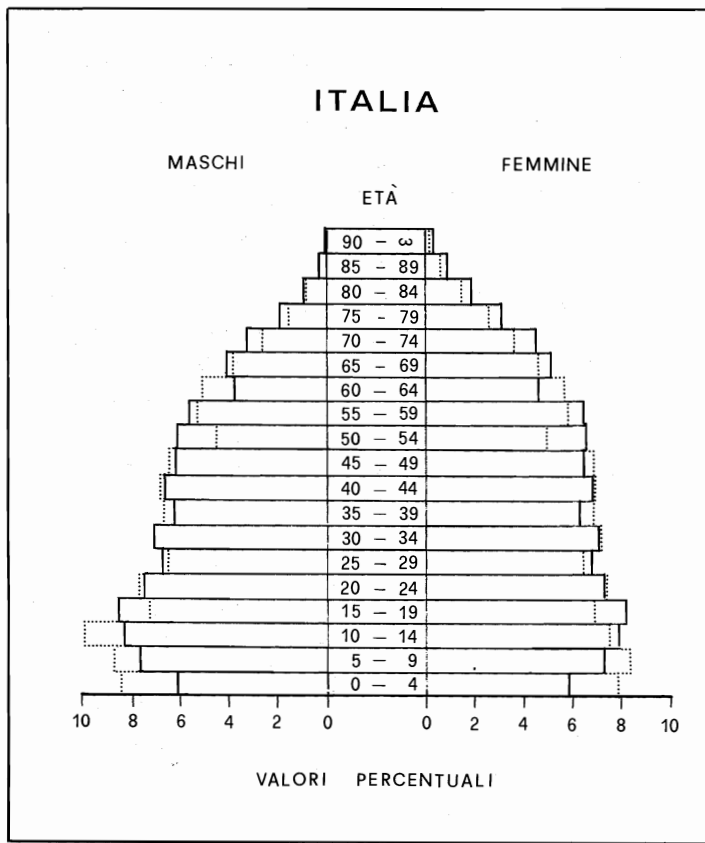 ITALIA
MASCHI FEMMINE
ETÀ
90 – ω
85 – 89
80 – 84
75 - 79
70 – 74
65 – 69
60 – 64
55 – 59
50 – 54
45 – 49
40 – 44
35 – 39
30 – 34
25 – 29
20 – 24
15 – 19
10 – 14
5 – 9
0 – 4
10 8 6 4 2 0 0 2 4 6 8 10
VALORI PERCENTUALI